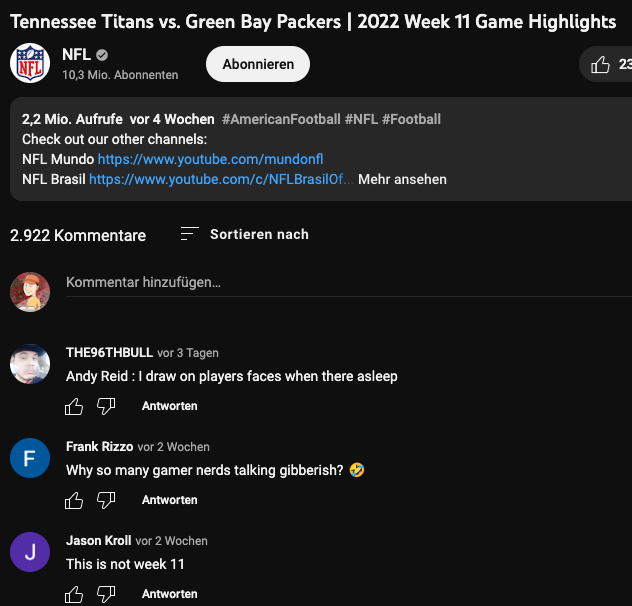 Tennessee Titans vs. Green Bay Packers | 2022 Week 11 Game Highlights
NFL
NFL
10,3 Mio. Abonnenten
Abonnieren
23
2,2 Mio. Aufrufe vor 4 Wochen #AmericanFootball #NFL #Football
Check out our other channels:
NFL Mundo https://www.youtube.com/mundonfl
NFL Brasil https://www.youtube.com/c/NFLBrasilOf... Mehr ansehen
2.922 Kommentare
Sortieren nach
Kommentar hinzufügen...
THE96THBULL vor 3 Tagen
Andy Reid : I draw on players faces when there asleep
Antworten
F
Frank Rizzo vor 2 Wochen
Why so many gamer nerds talking gibberish? 🤣
Antworten
J
Jason Kroll vor 2 Wochen
This is not week 11
Antworten